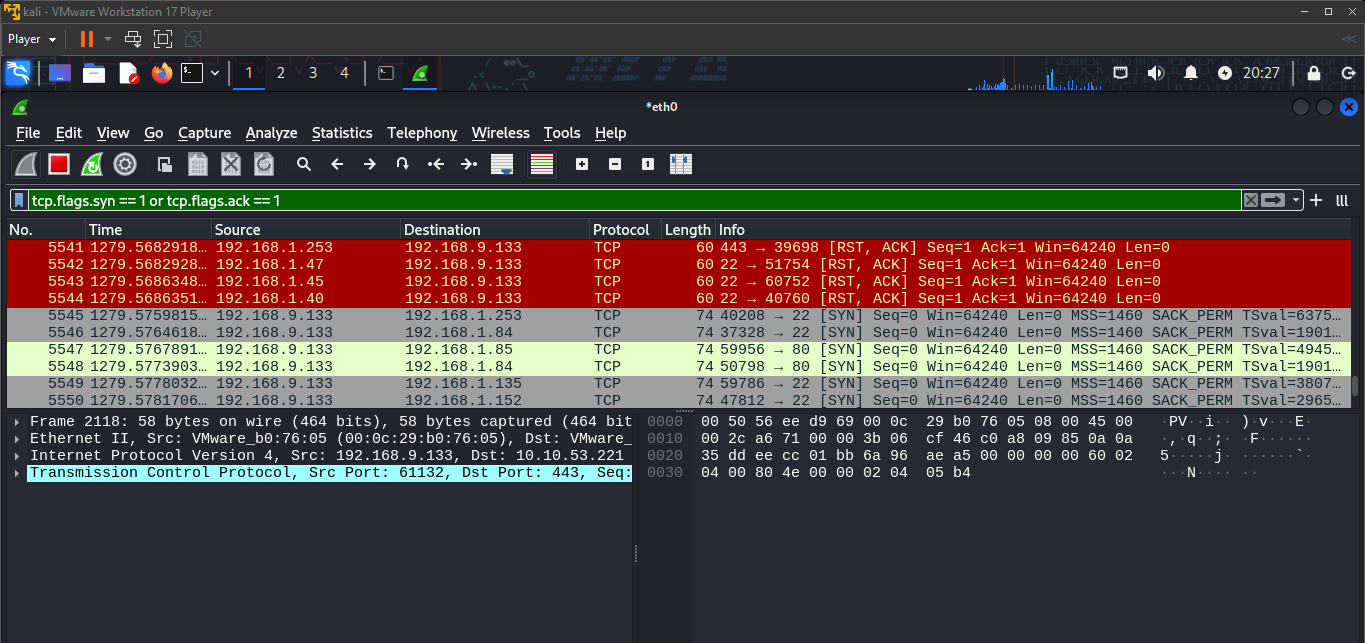 kali - VMware Workstation 17 Player
Player
1 2 3 4 20:27
*eth0
File Edit View Go Capture Analyze Statistics Telephony Wireless Tools Help
tcp.flags.syn == 1 or tcp.flags.ack == 1
No. Time Source Destination Protocol Length Info
5541 1279.5682918… 192.168.1.253 192.168.9.133 TCP 60 443 → 39698 [RST, ACK] Seq=1 Ack=1 Win=64240 Len=0
5542 1279.5682928… 192.168.1.47 192.168.9.133 TCP 60 22 → 51754 [RST, ACK] Seq=1 Ack=1 Win=64240 Len=0
5543 1279.5686348… 192.168.1.45 192.168.9.133 TCP 60 22 → 60752 [RST, ACK] Seq=1 Ack=1 Win=64240 Len=0
5544 1279.5686351… 192.168.1.40 192.168.9.133 TCP 60 22 → 40760 [RST, ACK] Seq=1 Ack=1 Win=64240 Len=0
5545 1279.5759815… 192.168.9.133 192.168.1.253 TCP 74 40208 → 22 [SYN] Seq=0 Win=64240 Len=0 MSS=1460 SACK_PERM TSval=6375…
5546 1279.5764618… 192.168.9.133 192.168.1.84 TCP 74 37328 → 22 [SYN] Seq=0 Win=64240 Len=0 MSS=1460 SACK_PERM TSval=1901…
5547 1279.5767891… 192.168.9.133 192.168.1.85 TCP 74 59956 → 80 [SYN] Seq=0 Win=64240 Len=0 MSS=1460 SACK_PERM TSval=4945…
5548 1279.5773903… 192.168.9.133 192.168.1.84 TCP 74 50798 → 80 [SYN] Seq=0 Win=64240 Len=0 MSS=1460 SACK_PERM TSval=1901…
5549 1279.5778032… 192.168.9.133 192.168.1.135 TCP 74 59786 → 22 [SYN] Seq=0 Win=64240 Len=0 MSS=1460 SACK_PERM TSval=3807…
5550 1279.5781706… 192.168.9.133 192.168.1.152 TCP 74 47812 → 22 [SYN] Seq=0 Win=64240 Len=0 MSS=1460 SACK_PERM TSval=2965…
Frame 2118: 58 bytes on wire (464 bits), 58 bytes captured (464 bit
Ethernet II, Src: VMware_b0:76:05 (00:0c:29:b0:76:05), Dst: VMware_
Internet Protocol Version 4, Src: 192.168.9.133, Dst: 10.10.53.221
Transmission Control Protocol, Src Port: 61132, Dst Port: 443, Seq:
0000 00 50 56 ee d9 69 00 0c 29 b0 76 05 08 00 45 00 ·PV··i·· )·v···E·
0010 00 2c a6 71 00 00 3b 06 cf 46 c0 a8 09 85 0a 0a ·,·q··;· ·F······
0020 35 dd ee cc 01 bb 6a 96 ae a5 00 00 00 00 60 02 5·····j· ······`·
0030 04 00 80 4e 00 00 02 04 05 b4 ···N···· ··